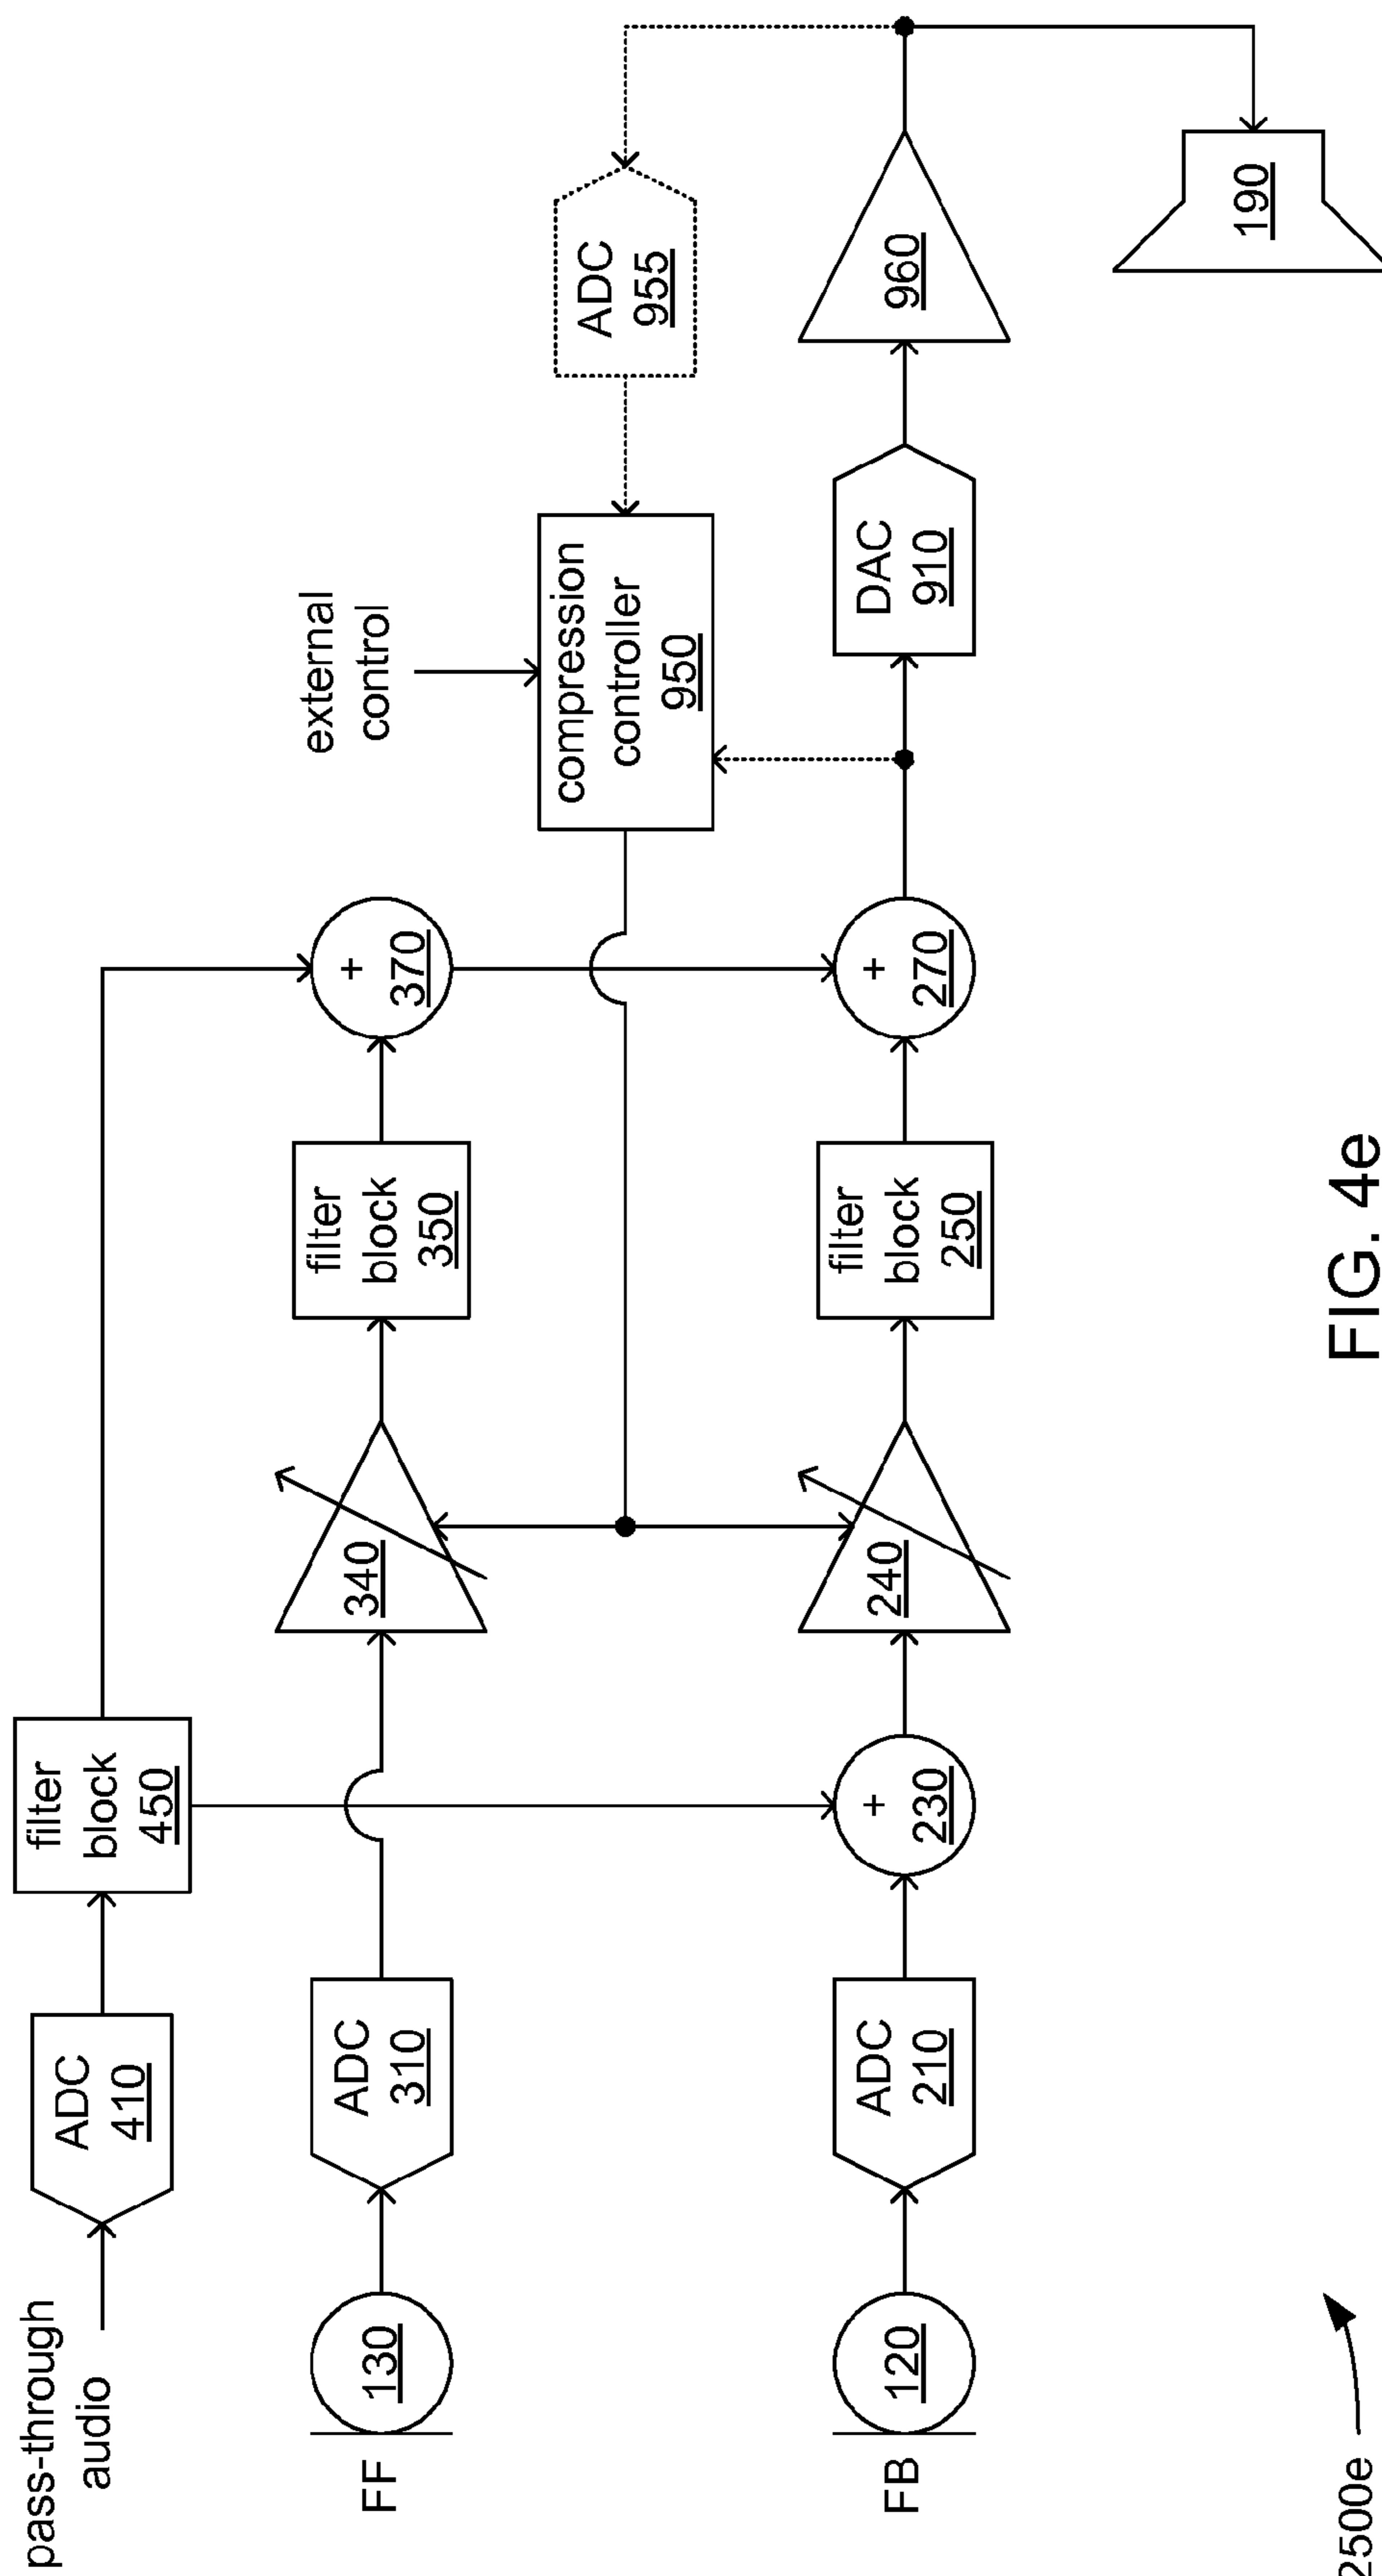 pass-through
audio
ADC
410
filter
block
450
FF
130
ADC
310
340
filter
block
350
+
370
external
control
compression
controller
950
ADC
955
FB
120
ADC
210
+
230
240
filter
block
250
+
270
DAC
910
960
190
2500e
FIG. 4e